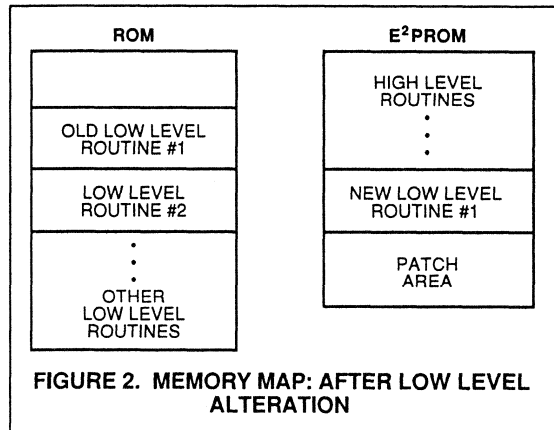 ROM
OLD LOW LEVEL
ROUTINE #1
LOW LEVEL
ROUTINE #2
•
•
•
OTHER
LOW LEVEL
ROUTINES
E²PROM
HIGH LEVEL
ROUTINES
•
•
•
NEW LOW LEVEL
ROUTINE #1
PATCH
AREA
FIGURE 2. MEMORY MAP: AFTER LOW LEVEL
ALTERATION